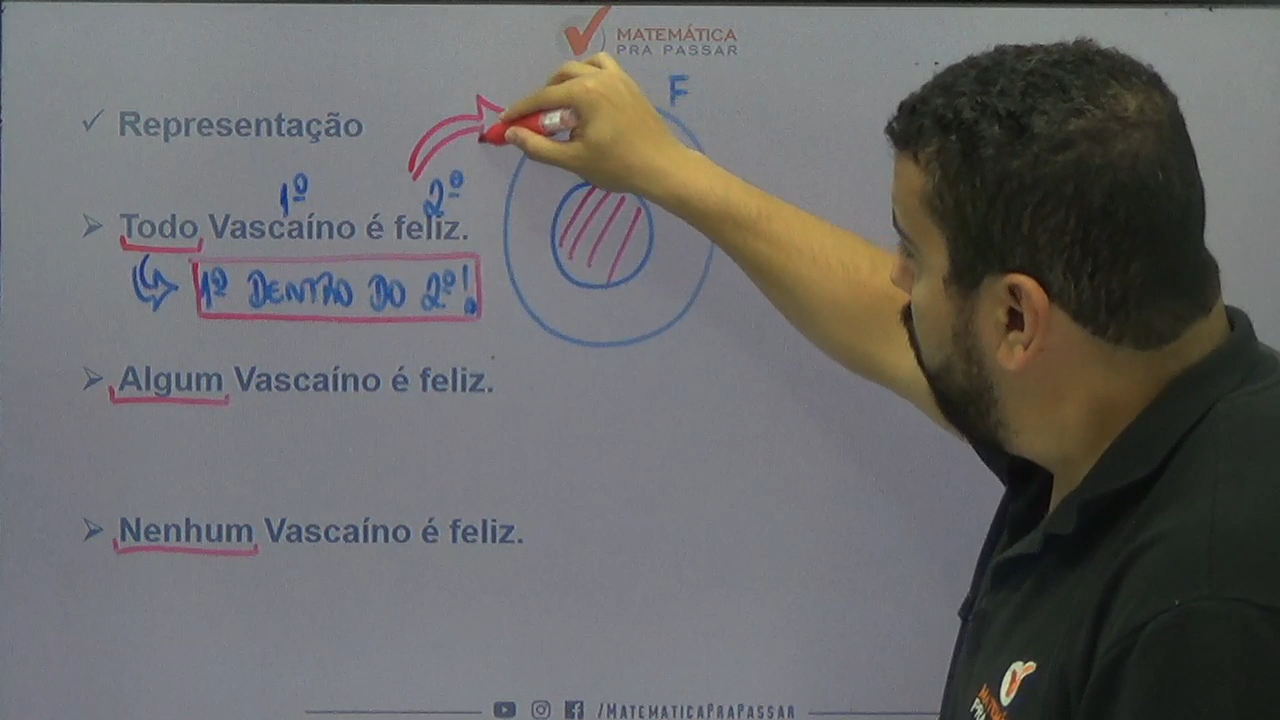 MATEMÁTICA
PRA PASSAR
F
✓ Representação
1º 2º
➢ Todo Vascaíno é feliz.
1º DENTRO DO 2º!
➢ Algum Vascaíno é feliz.
➢ Nenhum Vascaíno é feliz.
/MATEMATICAPRAPASSAR